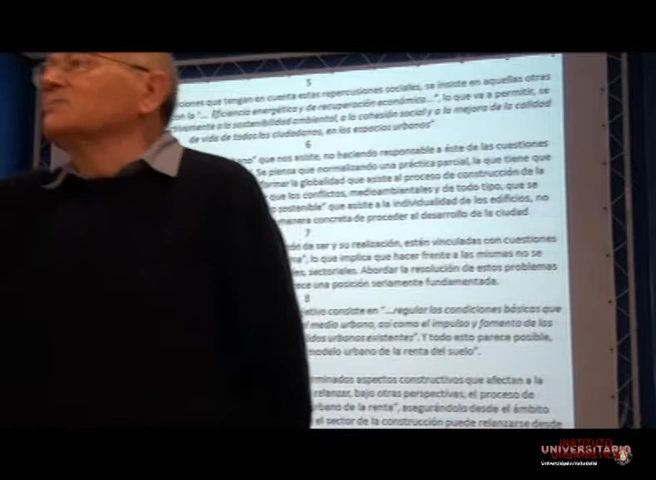 5
ciones que tengan en cuenta estas repercusiones sociales, se insiste en aquellas otras
con la "... Eficiencia energética y de recuperación económica...", lo que va a permitir, se
ctivamente a la sostenibilidad ambiental, a la cohesión social y a la mejora de la calidad
de vida de todos los ciudadanos, en los espacios urbanos"
6
que nos asiste, no haciendo responsable a éste de las cuestiones
Se piensa que normalizando una práctica parcial, la que tiene que
formar la globalidad que asiste al proceso de construcción de la
que los conflictos, medioambientales y de todo tipo, que se
sostenible" que asiste a la individualidad de los edificios, no
manera concreta de proceder al desarrollo de la ciudad.
7
ón de ser y su realización, están vinculadas con cuestiones
lo que implica que hacer frente a las mismas no se
sectoriales. Abordar la resolución de estos problemas
ece una posición seriamente fundamentada.
8
jetivo consiste en "...regular las condiciones básicas que
l medio urbano, así como el impulso y fomento de los
dos urbanos existentes". Y todo esto parece posible,
modelo urbano de la renta del suelo".
rminados aspectos constructivos que afectan a la
relanzar, bajo otras perspectivas, el proceso de
urbano de la renta", asegurándolo desde el ámbito
el sector de la construcción puede relanzarse desde
INSTITUTO
UNIVERSITARIO
URBANÍSTICA
Universidad de Valladolid